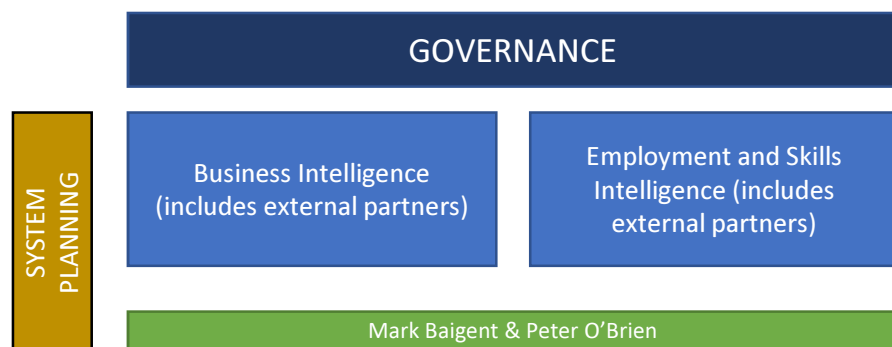 GOVERNANCE
SYSTEM
PLANNING
Business Intelligence
(includes external partners)
Employment and Skills
Intelligence (includes
external partners)
Mark Baigent & Peter O’Brien